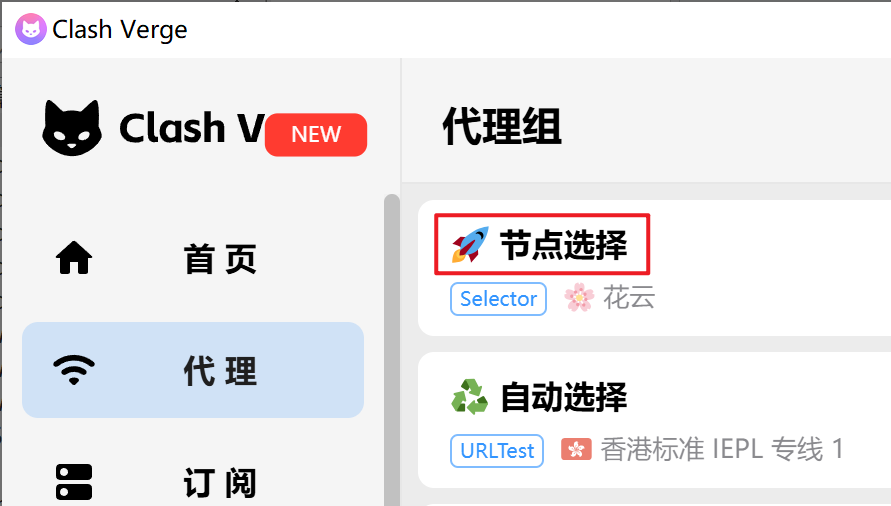 Clash Verge
Clash V
NEW
首页
代理
订阅
代理组
🚀 节点选择
Selector 🌸 花云
♻️ 自动选择
URLTest 🇭🇰 香港标准 IEPL 专线 1